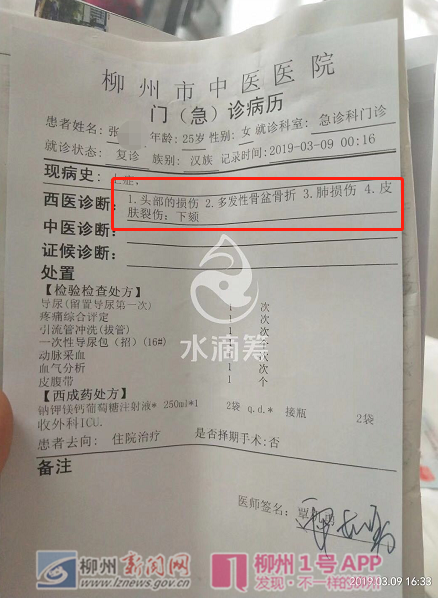 柳州市中医医院
门（急）诊病历
患者姓名: 张 年龄: 25岁 性别: 女 就诊科室: 急诊科门诊
就诊状态: 复诊 族别: 汉族 记录时间: 2019-03-09 00:16
现病史:
西医诊断: 1.头部的损伤 2.多发性骨盆骨折 3.肺损伤 4.皮
肤裂伤: 下颏
中医诊断:
证候诊断:
处置
【检验检查处方】
导尿(留置导尿第一次) 1 次
疼痛综合评定 1 次
引流管冲洗(拔管) 1 次
一次性导尿包（招）(16#) 1 个
动脉采血 1 次
血气分析 1 次
皮腹带 1 个
【西成药处方】
钠钾镁钙葡萄糖注射液* 250ml*1 2袋 q.d.* 接瓶 2袋
收外科ICU.
患者去向: 住院治疗 是否择期手术:否
备注
医师签名:
水滴筹
柳州新闻网
www.lznews.gov.cn
柳州1号APP
发现·不一样的柳州
2019.03.09 16:33